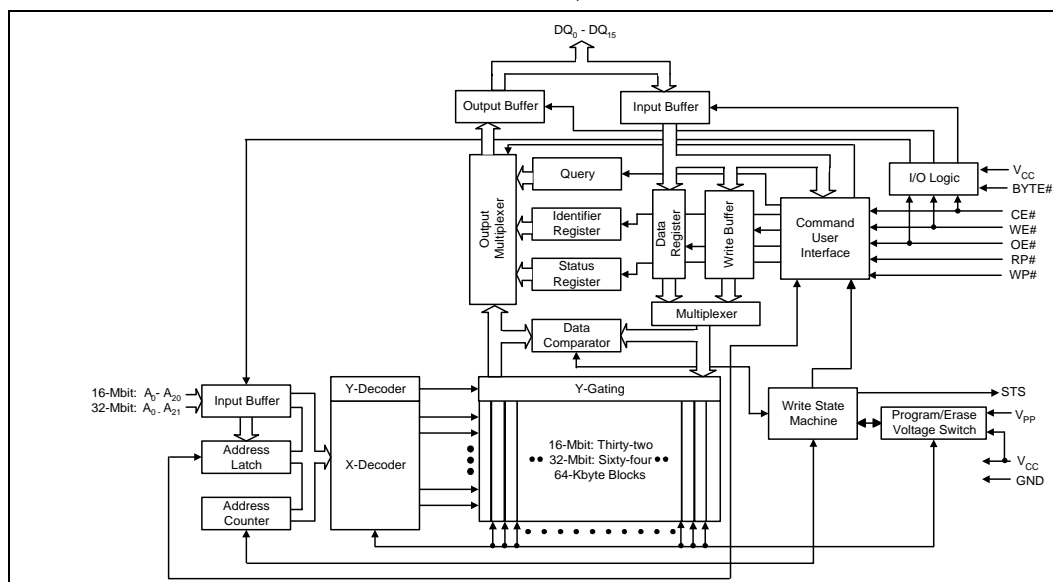 DQ0 - DQ15
Output Buffer
Input Buffer
Output
Multiplexer
Query
Identifier
Register
Status
Register
Data
Register
Write Buffer
Command
User
Interface
I/O Logic
VCC
BYTE#
CE#
WE#
OE#
RP#
WP#
Multiplexer
Data
Comparator
16-Mbit: A0- A20
32-Mbit: A0 - A21
Input Buffer
Address
Latch
Address
Counter
Y-Decoder
X-Decoder
Y-Gating
16-Mbit: Thirty-two
32-Mbit: Sixty-four
64-Kbyte Blocks
Write State
Machine
Program/Erase
Voltage Switch
STS
VPP
VCC
GND